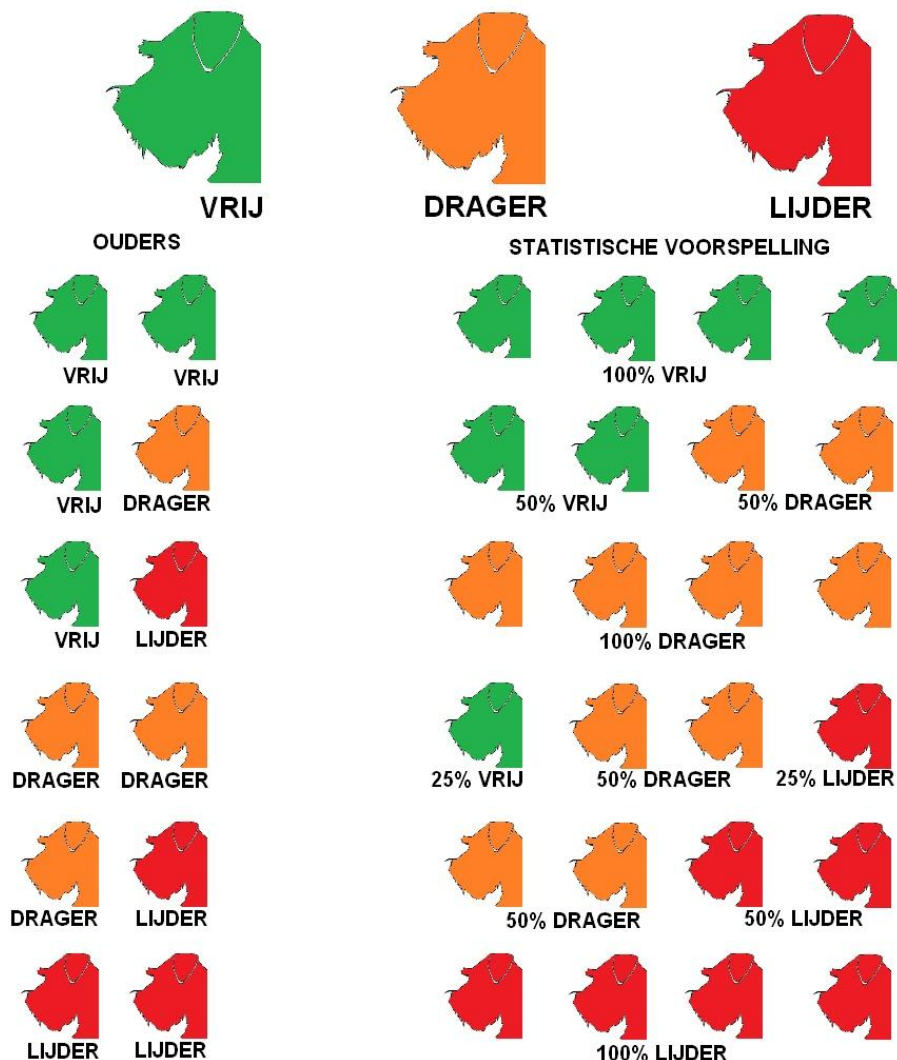 VRIJ DRAGER LIJDER
OUDERS STATISTISCHE VOORSPELLING
VRIJ VRIJ 100% VRIJ
VRIJ DRAGER 50% VRIJ 50% DRAGER
VRIJ LIJDER 100% DRAGER
DRAGER DRAGER 25% VRIJ 50% DRAGER 25% LIJDER
DRAGER LIJDER 50% DRAGER 50% LIJDER
LIJDER LIJDER 100% LIJDER